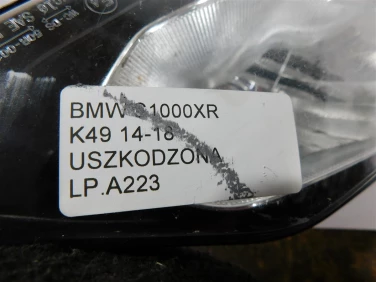 BMW S1000XR
K49 14-18
USZKODZONA
LP.A223